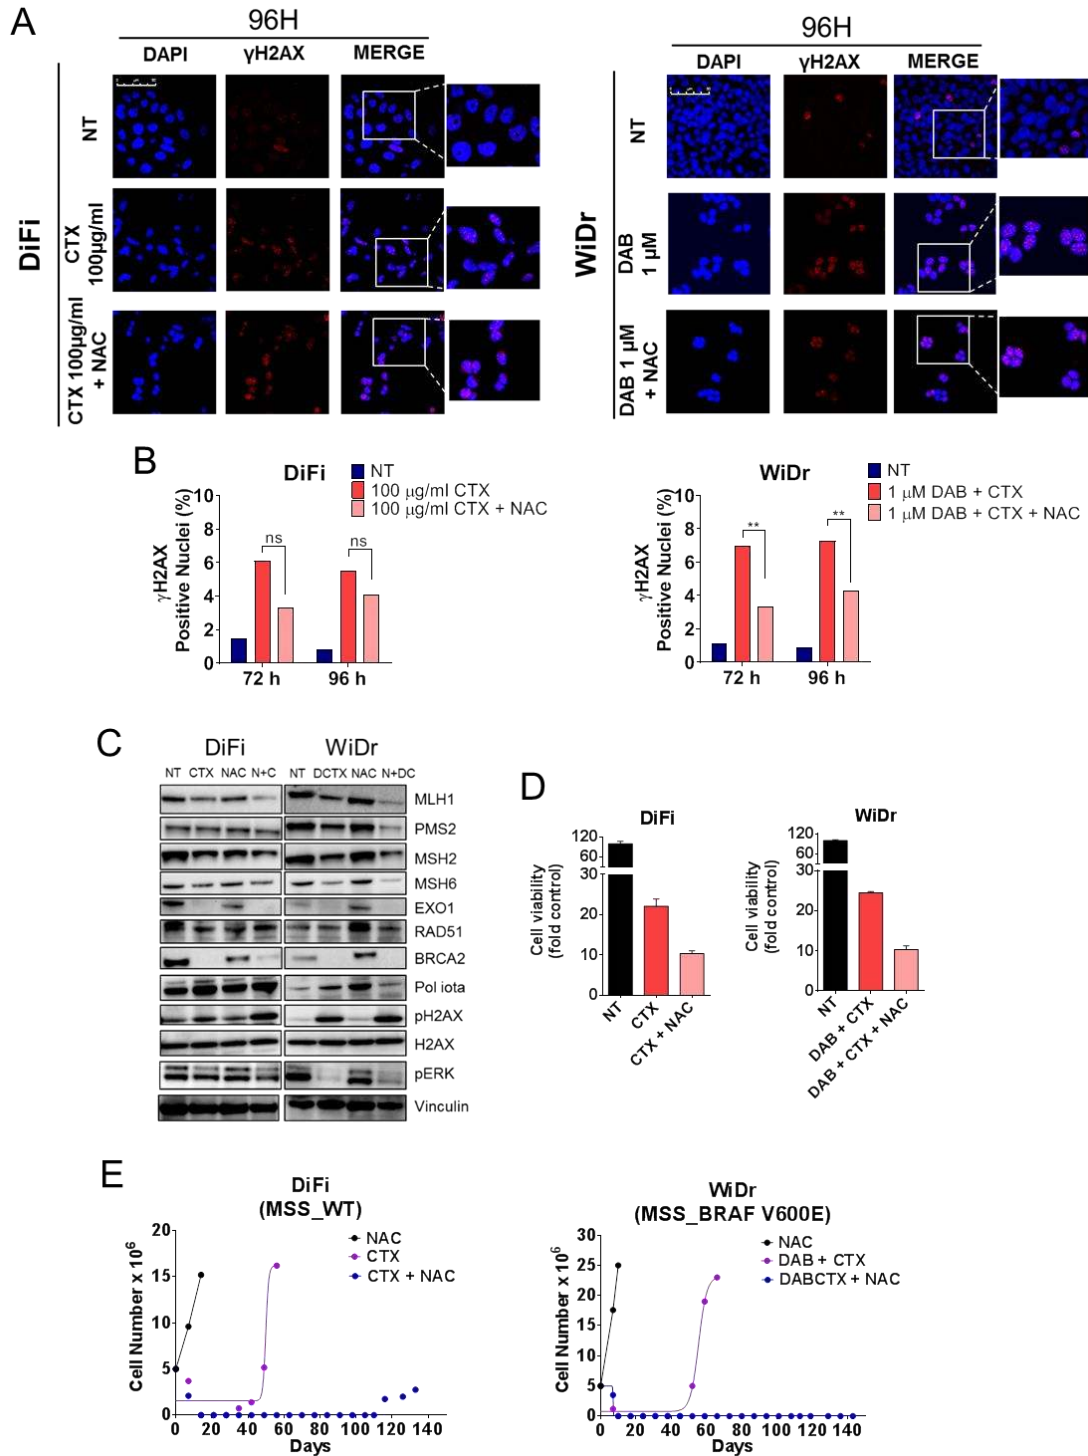 A
96H
DAPI γH2AX MERGE
DiFi
NT
CTX 100µg/ml
CTX 100µg/ml + NAC
96H
DAPI γH2AX MERGE
WiDr
NT
DAB 1 µM
DAB 1 µM + NAC
B
DiFi
NT
100 µg/ml CTX
100 µg/ml CTX + NAC
γH2AX
Positive Nuclei (%)
10
8
6
4
2
0
ns
ns
72 h 96 h
WiDr
NT
1 µM DAB + CTX
1 µM DAB + CTX + NAC
γH2AX
Positive Nuclei (%)
10
8
6
4
2
0
**
**
72 h 96 h
C
DiFi WiDr
NT CTX NAC N+C NT DCTX NAC N+DC
MLH1
PMS2
MSH2
MSH6
EXO1
RAD51
BRCA2
Pol iota
pH2AX
H2AX
pERK
Vinculin
D
DiFi
Cell viability
(fold control)
120
60
30
20
10
0
NT
CTX
CTX + NAC
WiDr
Cell viability
(fold control)
120
60
30
20
10
0
NT
DAB + CTX
DAB + CTX + NAC
E
DiFi
(MSS_WT)
NAC
CTX
CTX + NAC
Cell Number x 10⁶
20
15
10
5
0
0 20 40 60 80 100 120 140
Days
WiDr
(MSS_BRAF V600E)
NAC
DAB + CTX
DABCTX + NAC
Cell Number x 10⁶
30
25
20
15
10
5
0
0 20 40 60 80 100 120 140
Days